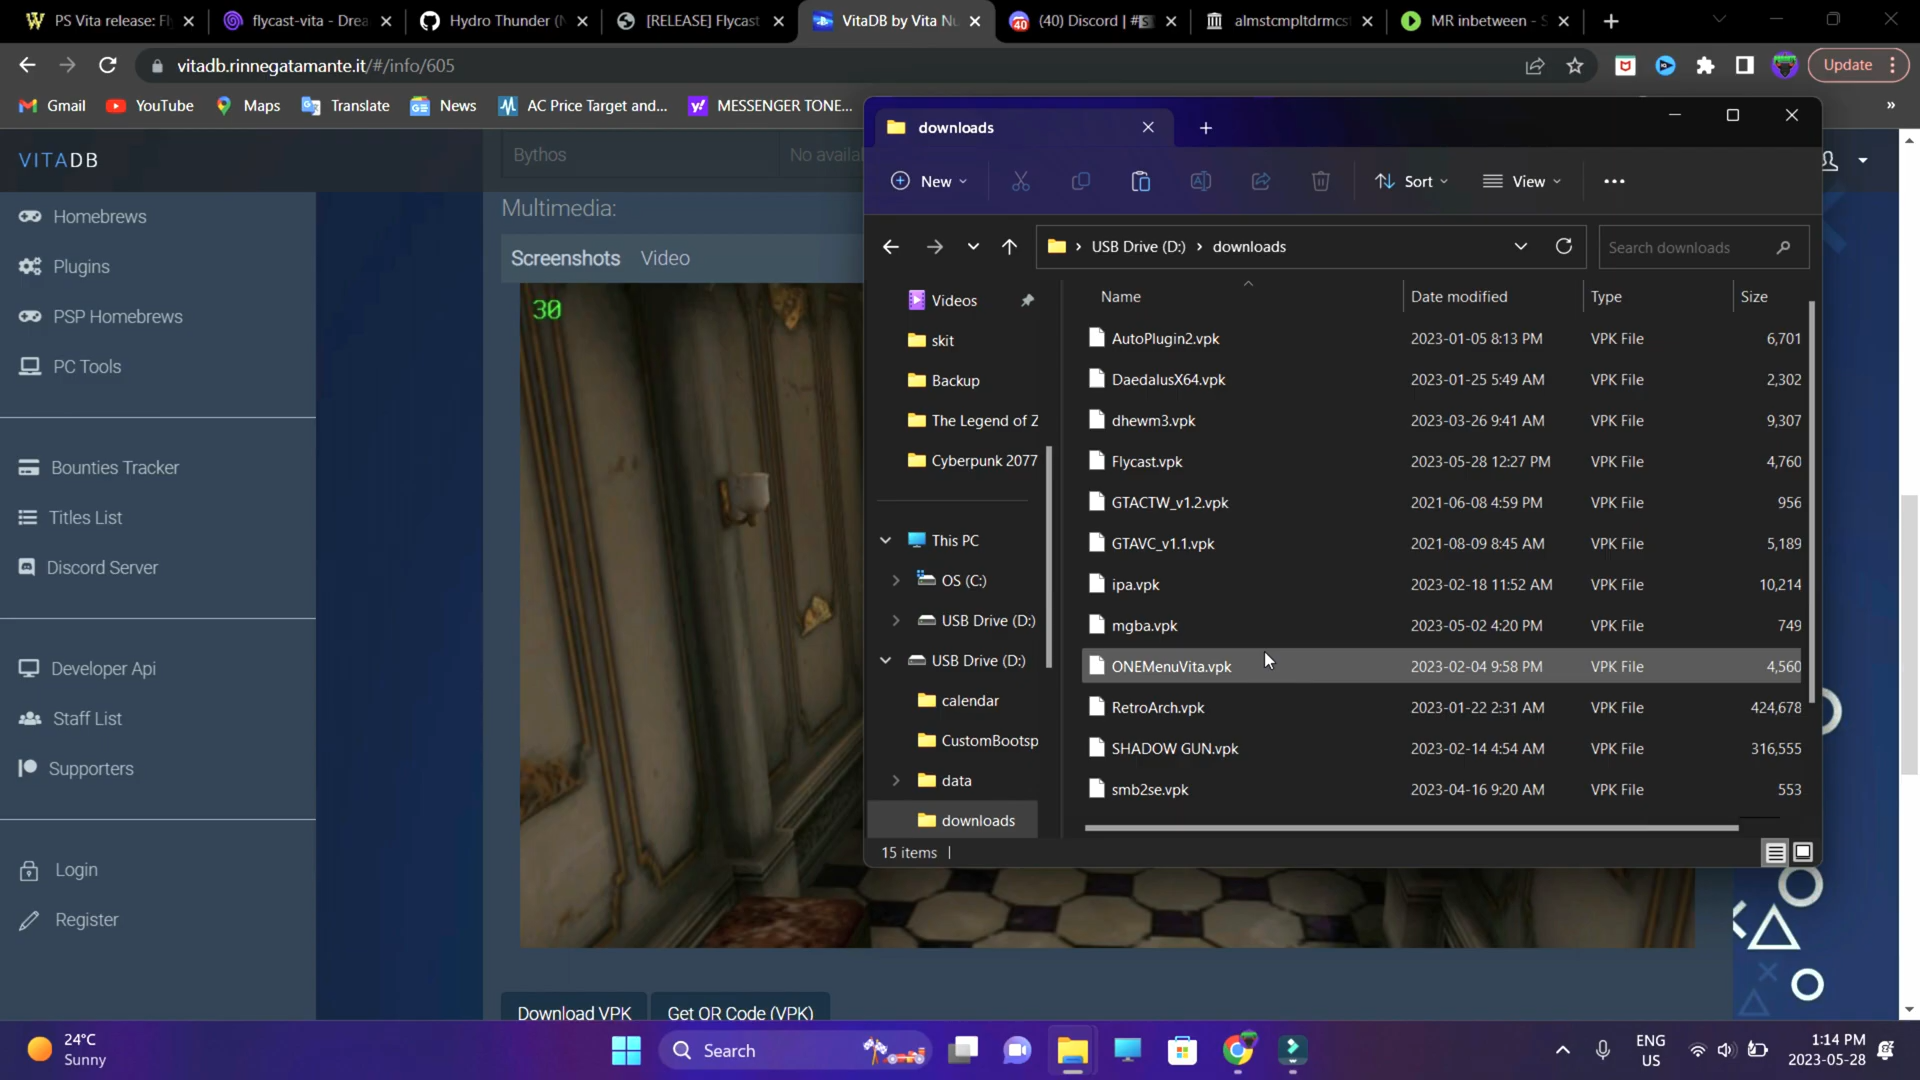 PS Vita release: Fl
flycast-vita - Drea
Hydro Thunder (N
[RELEASE] Flycast
VitaDB by Vita Nu
(40) Discord | #
almstcmpltdrmcs
MR inbetween - S
vitadb.rinnegatamante.it/#/info/605
Update
Gmail
YouTube
Maps
Translate
News
AC Price Target and...
MESSENGER TONE...
»
VITADB
Homebrews
Plugins
PSP Homebrews
PC Tools
Bounties Tracker
Titles List
Discord Server
Developer Api
Staff List
Supporters
Login
Register
Bythos
No availa
Multimedia:
Screenshots
Video
30
Download VPK
Get QR Code (VPK)
downloads
New
Sort
View
USB Drive (D:) › downloads
Search downloads
Videos
skit
Backup
The Legend of Z
Cyberpunk 2077
This PC
OS (C:)
USB Drive (D:)
USB Drive (D:)
calendar
CustomBootsp
data
downloads
Name Date modified Type Size
AutoPlugin2.vpk 2023-01-05 8:13 PM VPK File 6,701
DaedalusX64.vpk 2023-01-25 5:49 AM VPK File 2,302
dhewm3.vpk 2023-03-26 9:41 AM VPK File 9,307
Flycast.vpk 2023-05-28 12:27 PM VPK File 4,760
GTACTW_v1.2.vpk 2021-06-08 4:59 PM VPK File 956
GTAVC_v1.1.vpk 2021-08-09 8:45 AM VPK File 5,189
ipa.vpk 2023-02-18 11:52 AM VPK File 10,214
mgba.vpk 2023-05-02 4:20 PM VPK File 749
ONEMenuVita.vpk 2023-02-04 9:58 PM VPK File 4,560
RetroArch.vpk 2023-01-22 2:31 AM VPK File 424,678
SHADOW GUN.vpk 2023-02-14 4:54 AM VPK File 316,555
smb2se.vpk 2023-04-16 9:20 AM VPK File 553
15 items
24°C
Sunny
Search
ENG
US
1:14 PM
2023-05-28